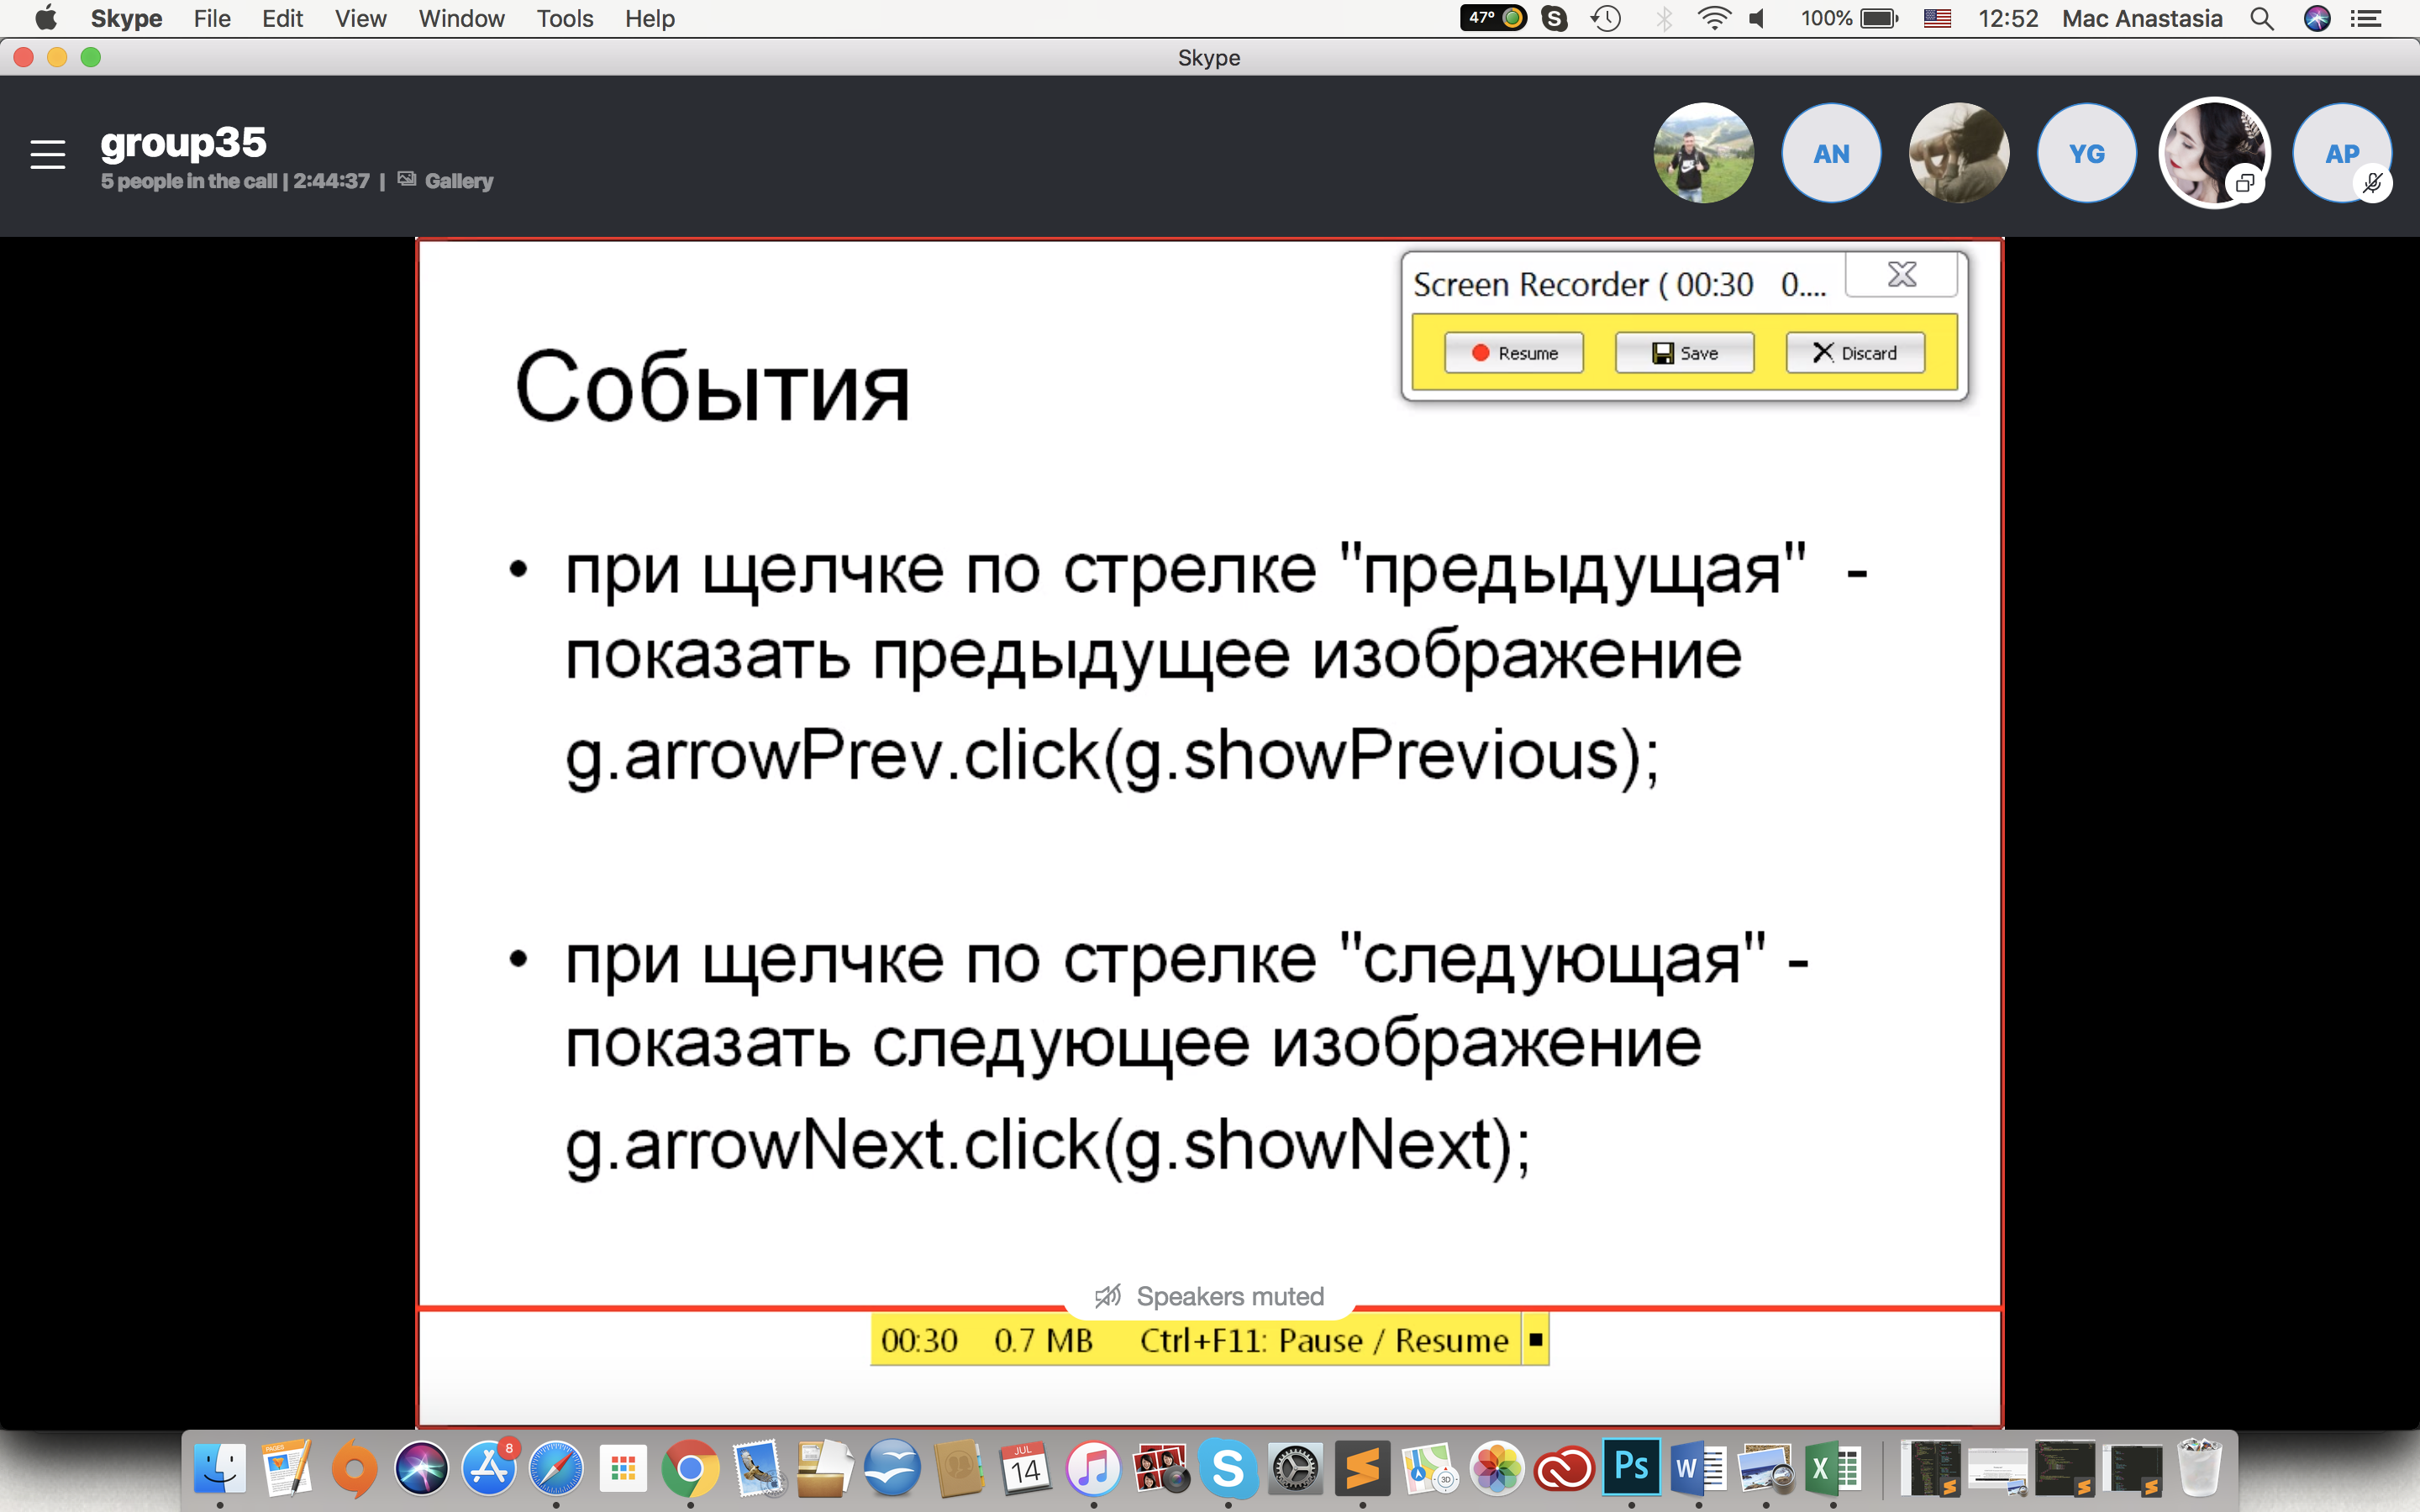 Skype File Edit View Window Tools Help 47° 100% 12:52 Mac Anastasia
Skype
group35
5 people in the call | 2:44:37 | Gallery
AN YG AP
Screen Recorder ( 00:30 0....
Resume Save Discard
События
• при щелчке по стрелке "предыдущая" -
показать предыдущее изображение
g.arrowPrev.click(g.showPrevious);
• при щелчке по стрелке "следующая" -
показать следующее изображение
g.arrowNext.click(g.showNext);
Speakers muted
00:30 0.7 MB Ctrl+F11: Pause / Resume
PAGES
8
JUL
14
3D
Ps
W
X